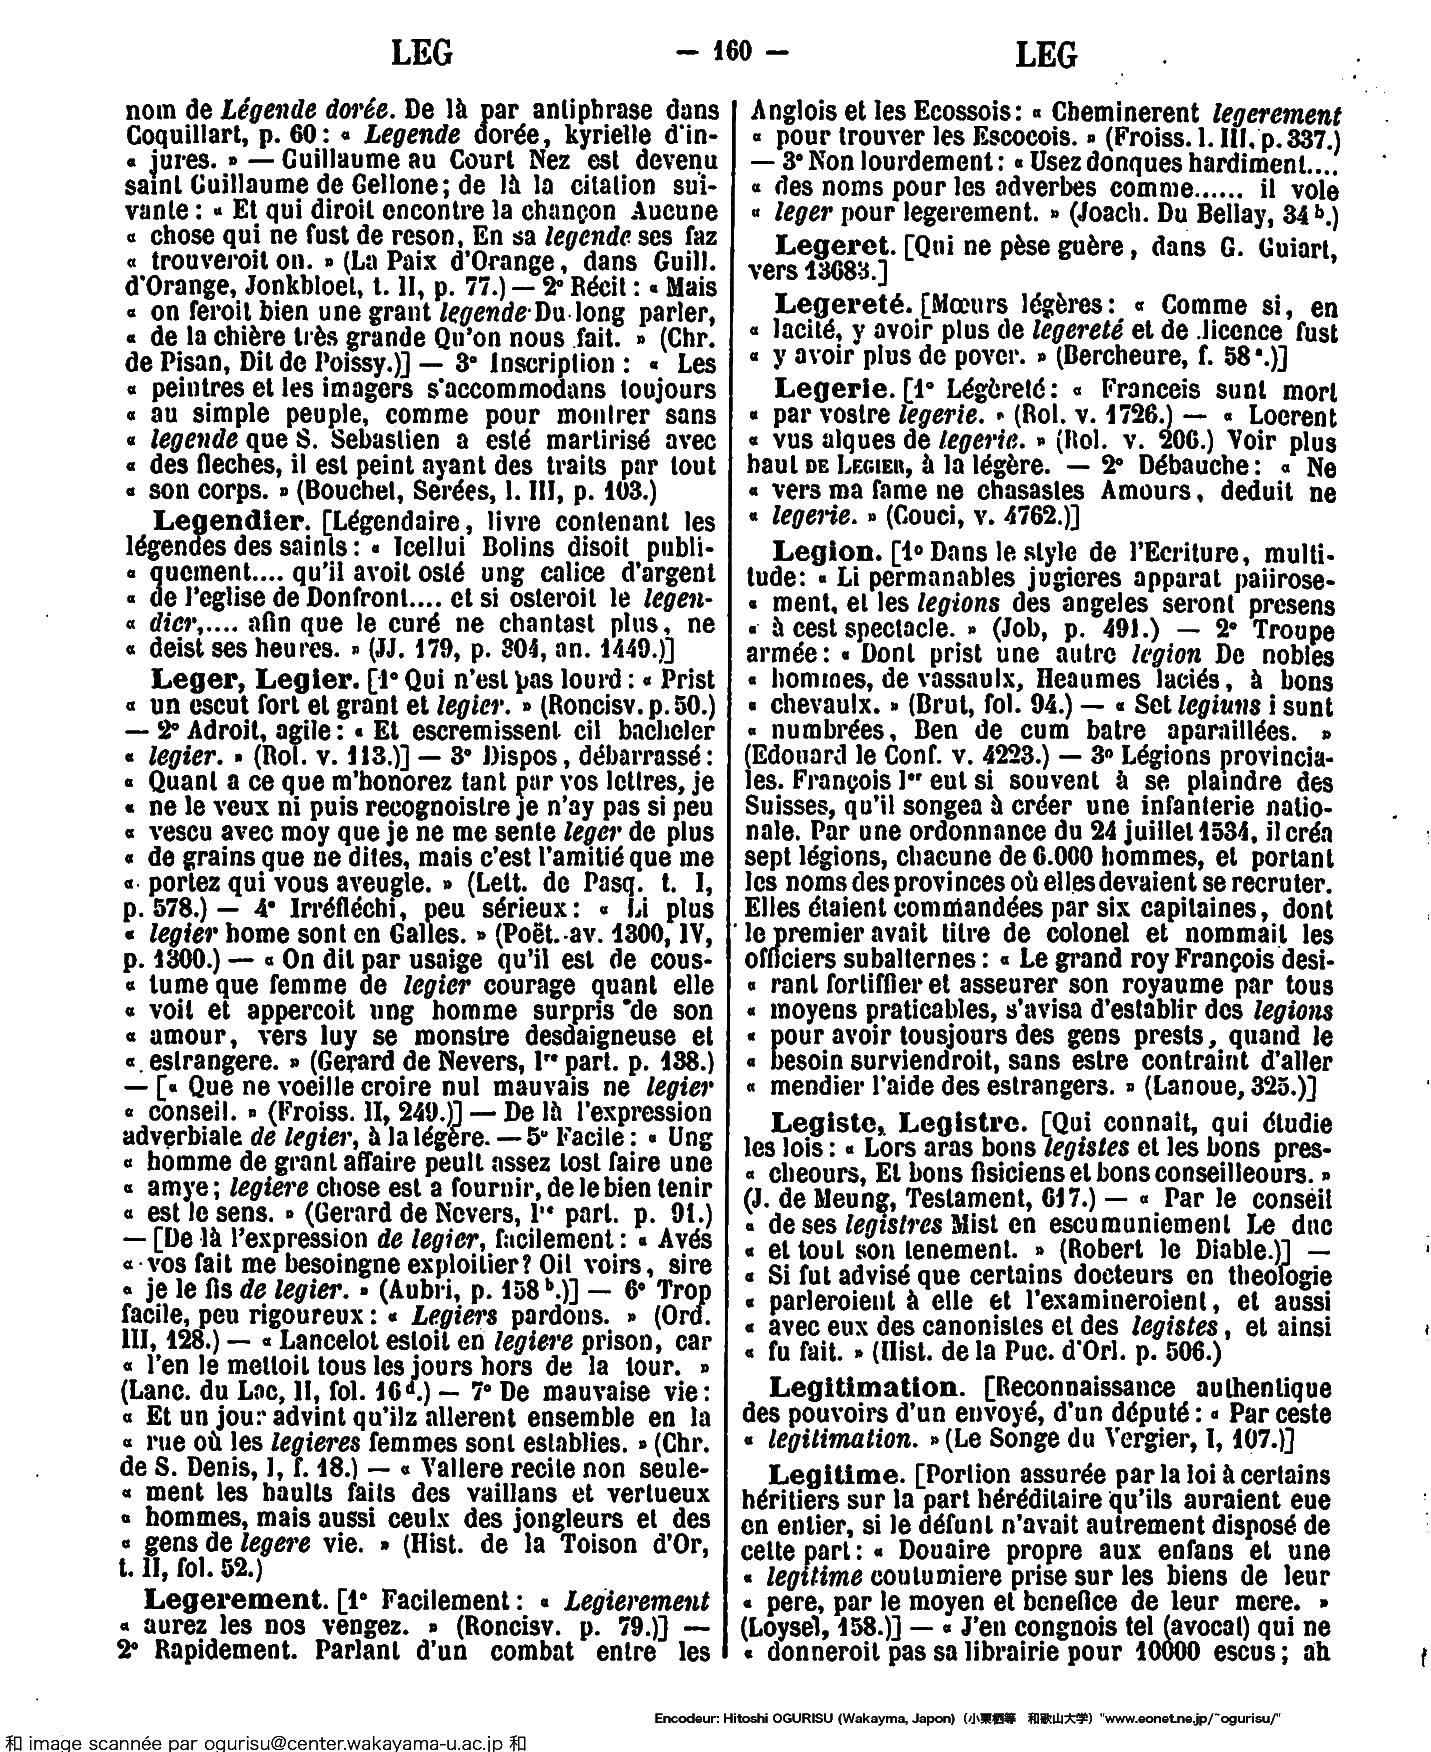 LEG
— 160 —
LEG
nom de Légende dorée. De là par antiphrase dans
Coquillart, p. 60 : « Legende dorée, kyrielle d'in-
« jures. » — Guillaume au Court Nez est devenu
saint Guillaume de Gellone ; de là la citation sui-
vante : « Et qui diroit encontre la chançon Aucune
« chose qui ne fust de reson, En sa legende ses faz
« trouveroit on. » (La Paix d'Orange, dans Guill.
d'Orange, Jonkbloet, t. II, p. 77.) — 2° Récit : « Mais
« on feroit bien une grant legende Du long parler,
« de la chière très grande Qu'on nous fait. » (Chr.
de Pisan, Dit de Poissy.)] — 3° Inscription : « Les
« peintres et les imagers s'accommodans toujours
« au simple peuple, comme pour montrer sans
« legende que S. Sebastien a esté martirisé avec
« des fleches, il est peint ayant des traits par tout
« son corps. » (Bouchet, Serées, l. III, p. 103.)
Legendier. [Légendaire, livre contenant les
légendes des saints : « Icellui Bolins disoit publi-
« quement.... qu'il avoit osté ung calice d'argent
« de l'eglise de Donfront.... et si osteroit le legen-
« dier,.... afin que le curé ne chantast plus, ne
« deist ses heures. » (JJ. 179, p. 304, an. 1449.)]
Leger, Legier. [1° Qui n'est pas lourd : « Prist
« un escut fort et grant et legier. » (Roncisv. p. 50.)
— 2° Adroit, agile : « Et escremissent cil bacheler
« legier. » (Rol. v. 113.)] — 3° Dispos, débarrassé :
« Quant a ce que m'honorez tant par vos lettres, je
« ne le veux ni puis recognoistre je n'ay pas si peu
« vescu avec moy que je ne me sente leger de plus
« de grains que ne dites, mais c'est l'amitié que me
« portez qui vous aveugle. » (Lett. de Pasq. t. I,
p. 578.) — 4° Irréfléchi, peu sérieux : « Li plus
« legier home sont en Galles. » (Poët. av. 1300, IV,
p. 1300.) — « On dit par usaige qu'il est de cous-
« tume que femme de legier courage quant elle
« voit et appercoit ung homme surpris de son
« amour, vers luy se monstre desdaigneuse et
« estrangere. » (Gerard de Nevers, 1re part. p. 138.)
— [« Que ne voeille croire nul mauvais ne legier
« conseil. » (Froiss. II, 249.)] — De là l'expression
adverbiale de legier, à la légère. — 5° Facile : « Ung
« homme de grant affaire peult assez tost faire une
« amye ; legiere chose est a fournir, de le bien tenir
« est le sens. » (Gerard de Nevers, 1re part. p. 91.)
— [De là l'expression de legier, facilement : « Avés
« vos fait me besoingne exploitier ? Oil voirs, sire
« je le fis de legier. » (Aubri, p. 158 b.)] — 6° Trop
facile, peu rigoureux : « Legiers pardons. » (Ord.
III, 128.) — « Lancelot estoit en legiere prison, car
« l'en le mettoit tous les jours hors de la tour. »
(Lanc. du Lac, II, fol. 16 d.) — 7° De mauvaise vie :
« Et un jour advint qu'ilz allerent ensemble en la
« rue où les legieres femmes sont establies. » (Chr.
de S. Denis, I, f. 18.) — « Vallere recite non seule-
« ment les haults faits des vaillans et vertueux
« hommes, mais aussi ceulx des jongleurs et des
« gens de legere vie. » (Hist. de la Toison d'Or,
t. II, fol. 52.)
Legerement. [1° Facilement : « Legierement
« aurez les nos vengez. » (Roncisv. p. 79.)] —
2° Rapidement. Parlant d'un combat entre les
Anglois et les Ecossois : « Cheminerent legerement
« pour trouver les Escocois. » (Froiss. l. III, p. 337.)
— 3° Non lourdement : « Usez donques hardiment....
« des noms pour les adverbes comme...... il vole
« leger pour legerement. » (Joach. Du Bellay, 34 b.)
Legeret. [Qui ne pèse guère, dans G. Guiart,
vers 13683.]
Legereté. [Mœurs légères : « Comme si, en
« lacité, y avoir plus de legereté et de licence fust
« y avoir plus de pover. » (Bercheure, f. 58 a.)]
Legerie. [1° Légèreté : « Franceis sunt mort
« par vostre legerie. » (Rol. v. 1726.) — « Loerent
« vus alques de legerie. » (Rol. v. 206.) Voir plus
haut DE LEGIER, à la légère. — 2° Débauche : « Ne
« vers ma fame ne chasastes Amours, deduit ne
« legerie. » (Couci, v. 4762.)]
Legion. [1° Dans le style de l'Ecriture, multi-
tude : « Li permanables jugieres apparat paiirose-
« ment, et les legions des angeles seront presens
« à cest spectacle. » (Job, p. 491.) — 2° Troupe
armée : « Dont prist une autre legion De nobles
« hommes, de vassaulx, Heaumes laciés, à bons
« chevaulx. » (Brut, fol. 94.) — « Set legiuns i sunt
« numbrées, Ben de cum batre aparaillées. »
(Edouard le Conf. v. 4223.) — 3° Légions provincia-
les. François Ier eut si souvent à se plaindre des
Suisses, qu'il songea à créer une infanterie natio-
nale. Par une ordonnance du 24 juillet 1534, il créa
sept légions, chacune de 6.000 hommes, et portant
les noms des provinces où elles devaient se recruter.
Elles étaient commandées par six capitaines, dont
le premier avait titre de colonel et nommait les
officiers subalternes : « Le grand roy François desi-
« rant fortiffier et asseurer son royaume par tous
« moyens praticables, s'avisa d'establir des legions
« pour avoir tousjours des gens prests, quand le
« besoin surviendroit, sans estre contraint d'aller
« mendier l'aide des estrangers. » (Lanoue, 325.)]
Legiste, Legistre. [Qui connait, qui étudie
les lois : « Lors aras bons legistes et les bons pres-
« cheours, Et bons fisiciens et bons conseilleours. »
(J. de Meung, Testament, 617.) — « Par le conseil
« de ses legistres Mist en escumuniement Le duc
« et tout son tenement. » (Robert le Diable.)] —
« Si fut advisé que certains docteurs en theologie
« parleroient à elle et l'examineroient, et aussi
« avec eux des canonistes et des legistes, et ainsi
« fu fait. » (Hist. de la Puc. d'Orl. p. 506.)
Legitimation. [Reconnaissance authentique
des pouvoirs d'un envoyé, d'un député : « Par ceste
« legitimation. » (Le Songe du Vergier, I, 107.)]
Legitime. [Portion assurée par la loi à certains
héritiers sur la part héréditaire qu'ils auraient eue
en entier, si le défunt n'avait autrement disposé de
cette part : « Douaire propre aux enfans et une
« legitime coutumiere prise sur les biens de leur
« pere, par le moyen et benefice de leur mere. »
(Loysel, 158.)] — « J'en congnois tel (avocat) qui ne
« donneroit pas sa librairie pour 10000 escus ; ah
Encodeur: Hitoshi OGURISU (Wakayma, Japon) (小栗栖等 和歌山大学) "www.eonet.ne.jp/~ogurisu/"
和 image scannée par ogurisu@center.wakayama-u.ac.jp 和